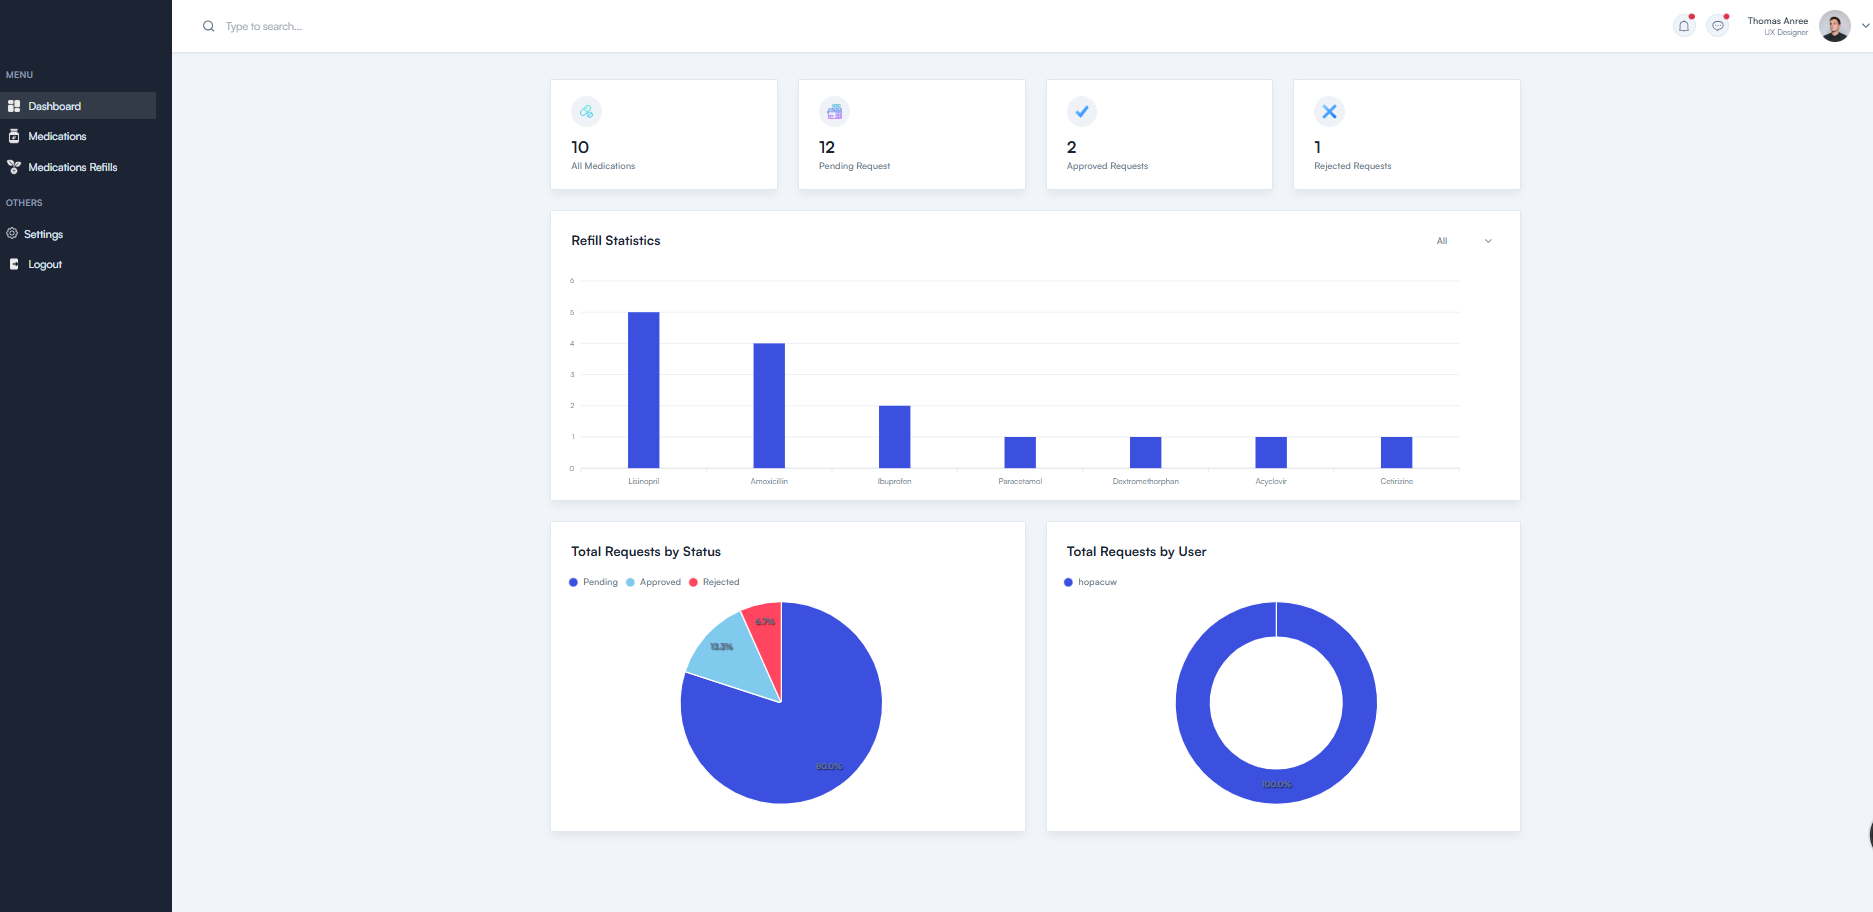 Type to search...
Thomas Anree
UX Designer
MENU
Dashboard
Medications
Medications Refills
OTHERS
Settings
Logout
10
All Medications
12
Pending Request
2
Approved Requests
1
Rejected Requests
Refill Statistics
All
6
5
4
3
2
1
0
Lisinopril
Amoxicillin
Ibuprofen
Paracetamol
Dextromethorphan
Acyclovir
Cetirizine
Total Requests by Status
Pending
Approved
Rejected
6.7%
13.3%
80.0%
Total Requests by User
hopacuw
100.0%